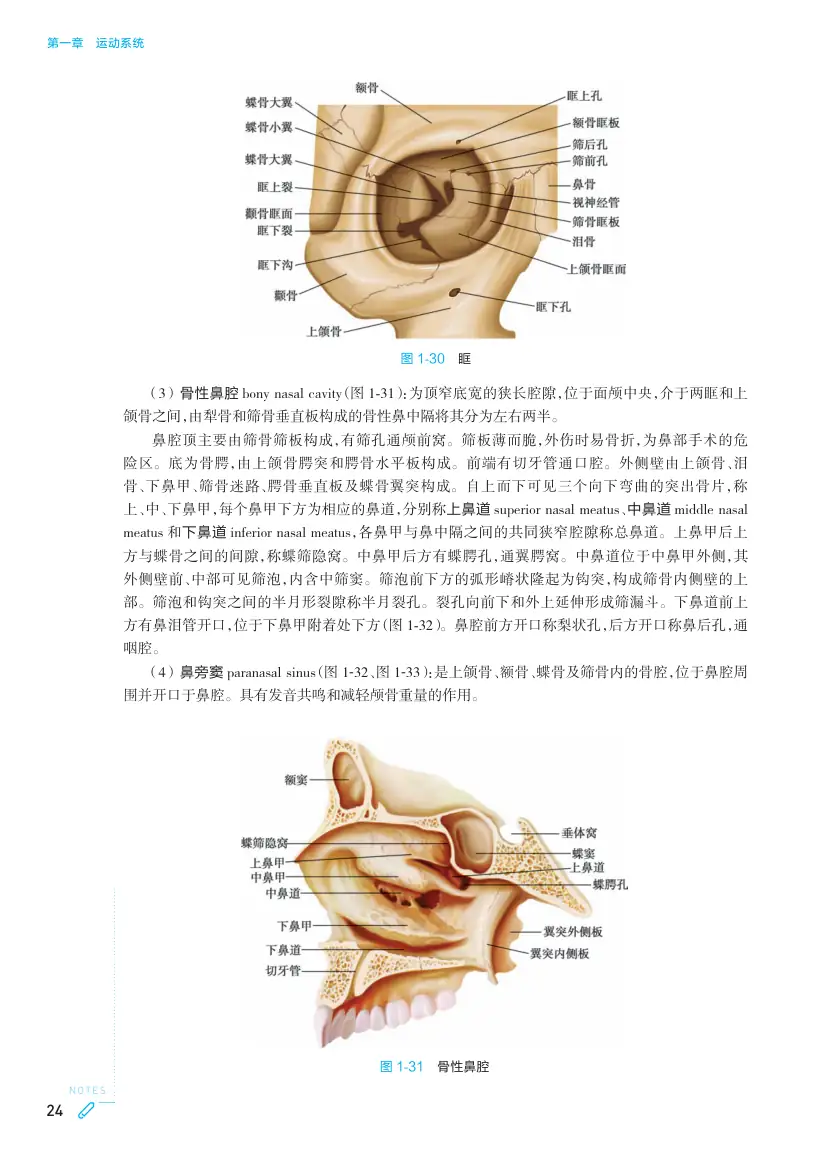 第一章 运动系统
额骨
蝶骨大翼
蝶骨小翼
蝶骨大翼
眶上裂
颧骨眶面
眶下裂
眶下沟
颧骨
上颌骨
眶上孔
额骨眶板
筛后孔
筛前孔
鼻骨
视神经管
筛骨眶板
泪骨
上颌骨眶面
眶下孔
图 1-30 眶
（3）骨性鼻腔 bony nasal cavity（图 1-31）：为顶窄底宽的狭长腔隙，位于面颅中央，介于两眶和上
颌骨之间，由犁骨和筛骨垂直板构成的骨性鼻中隔将其分为左右两半。
鼻腔顶主要由筛骨筛板构成，有筛孔通颅前窝。筛板薄而脆，外伤时易骨折，为鼻部手术的危
险区。底为骨腭，由上颌骨腭突和腭骨水平板构成。前端有切牙管通口腔。外侧壁由上颌骨、泪
骨、下鼻甲、筛骨迷路、腭骨垂直板及蝶骨翼突构成。自上而下可见三个向下弯曲的突出骨片，称
上、中、下鼻甲，每个鼻甲下方为相应的鼻道，分别称上鼻道 superior nasal meatus、中鼻道 middle nasal
meatus 和下鼻道 inferior nasal meatus，各鼻甲与鼻中隔之间的共同狭窄腔隙称总鼻道。上鼻甲后上
方与蝶骨之间的间隙，称蝶筛隐窝。中鼻甲后方有蝶腭孔，通翼腭窝。中鼻道位于中鼻甲外侧，其
外侧壁前、中部可见筛泡，内含中筛窦。筛泡前下方的弧形嵴状隆起为钩突，构成筛骨内侧壁的上
部。筛泡和钩突之间的半月形裂隙称半月裂孔。裂孔向前下和外上延伸形成筛漏斗。下鼻道前上
方有鼻泪管开口，位于下鼻甲附着处下方（图 1-32）。鼻腔前方开口称梨状孔，后方开口称鼻后孔，通
咽腔。
（4）鼻旁窦 paranasal sinus（图 1-32、图 1-33）：是上颌骨、额骨、蝶骨及筛骨内的骨腔，位于鼻腔周
围并开口于鼻腔。具有发音共鸣和减轻颅骨重量的作用。
额窦
蝶筛隐窝
上鼻甲
中鼻甲
中鼻道
下鼻甲
下鼻道
切牙管
垂体窝
蝶窦
上鼻道
蝶腭孔
翼突外侧板
翼突内侧板
图 1-31 骨性鼻腔
NOTES
24